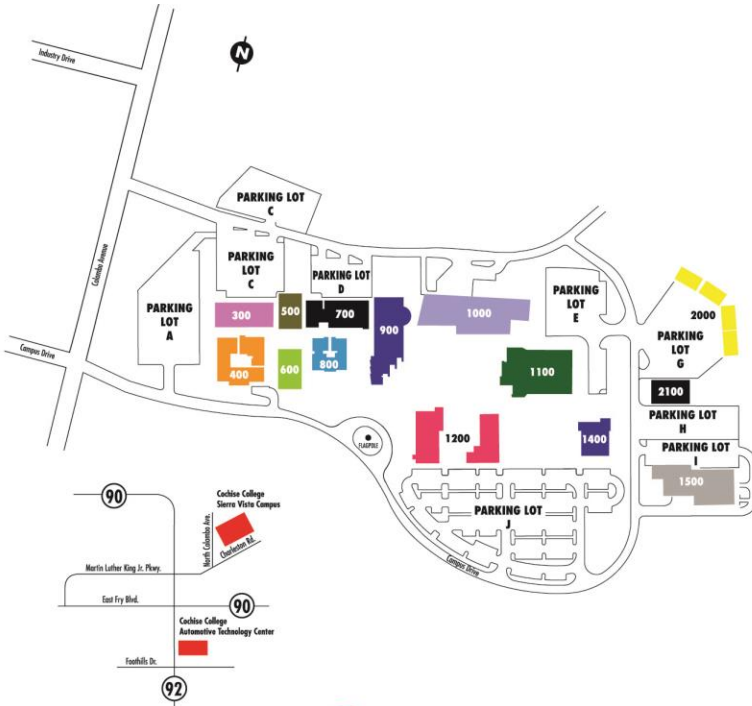 Industry Drive
N
PARKING LOT
C
Colombo Avenue
PARKING
LOT
C
PARKING LOT
D
PARKING
LOT
A
PARKING
LOT
E
300
500
700
900
1000
2000
PARKING
LOT
G
Campus Drive
400
600
800
1100
2100
PARKING LOT
H
FLAGPOLE
1200
1400
PARKING LOT
I
1500
PARKING LOT
J
Campus Drive
90
Cochise College
Sierra Vista Campus
North Colombo Ave.
Charleston Rd.
Martin Luther King Jr. Pkwy.
East Fry Blvd.
90
Cochise College
Automotive Technology Center
Foothills Dr.
92